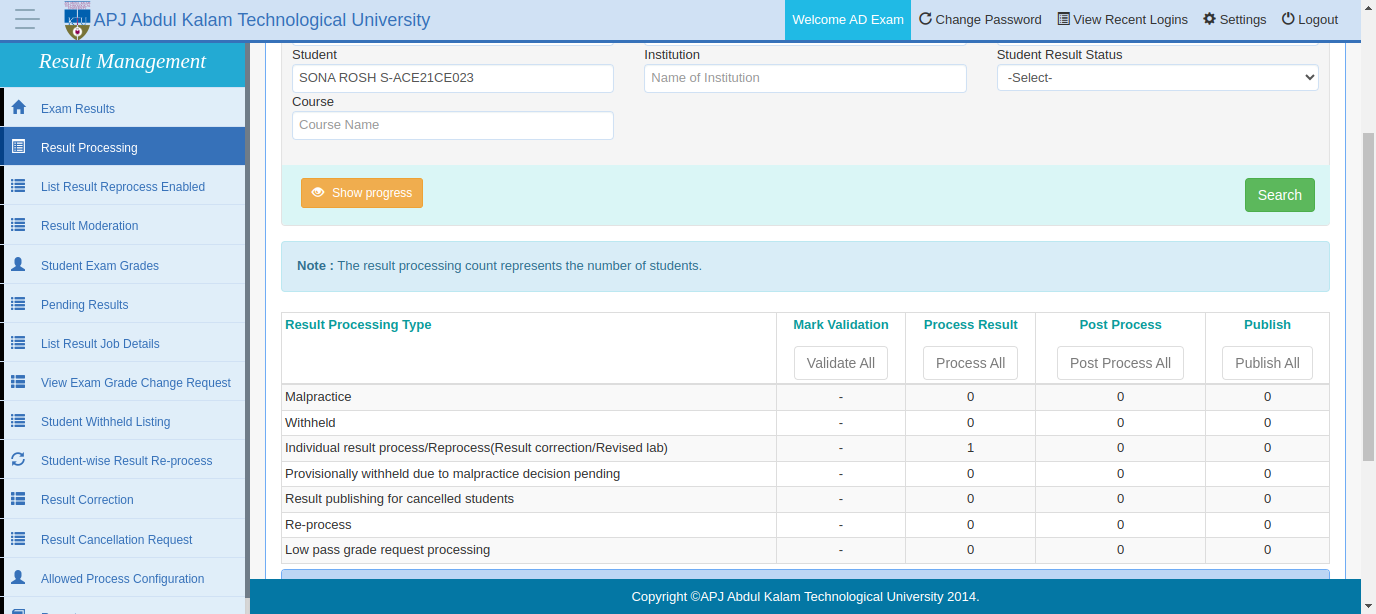 APJ Abdul Kalam Technological University
Welcome AD Exam
Change Password
View Recent Logins
Settings
Logout
Result Management
Exam Results
Result Processing
List Result Reprocess Enabled
Result Moderation
Student Exam Grades
Pending Results
List Result Job Details
View Exam Grade Change Request
Student Withheld Listing
Student-wise Result Re-process
Result Correction
Result Cancellation Request
Allowed Process Configuration
Student Institution Student Result Status
SONA ROSH S-ACE21CE023 Name of Institution -Select-
Course
Course Name
Show progress Search
Note : The result processing count represents the number of students.
Result Processing Type Mark Validation Process Result Post Process Publish
Validate All Process All Post Process All Publish All
Malpractice - 0 0 0
Withheld - 0 0 0
Individual result process/Reprocess(Result correction/Revised lab) - 1 0 0
Provisionally withheld due to malpractice decision pending - 0 0 0
Result publishing for cancelled students - 0 0 0
Re-process - 0 0 0
Low pass grade request processing - 0 0 0
Copyright ©APJ Abdul Kalam Technological University 2014.